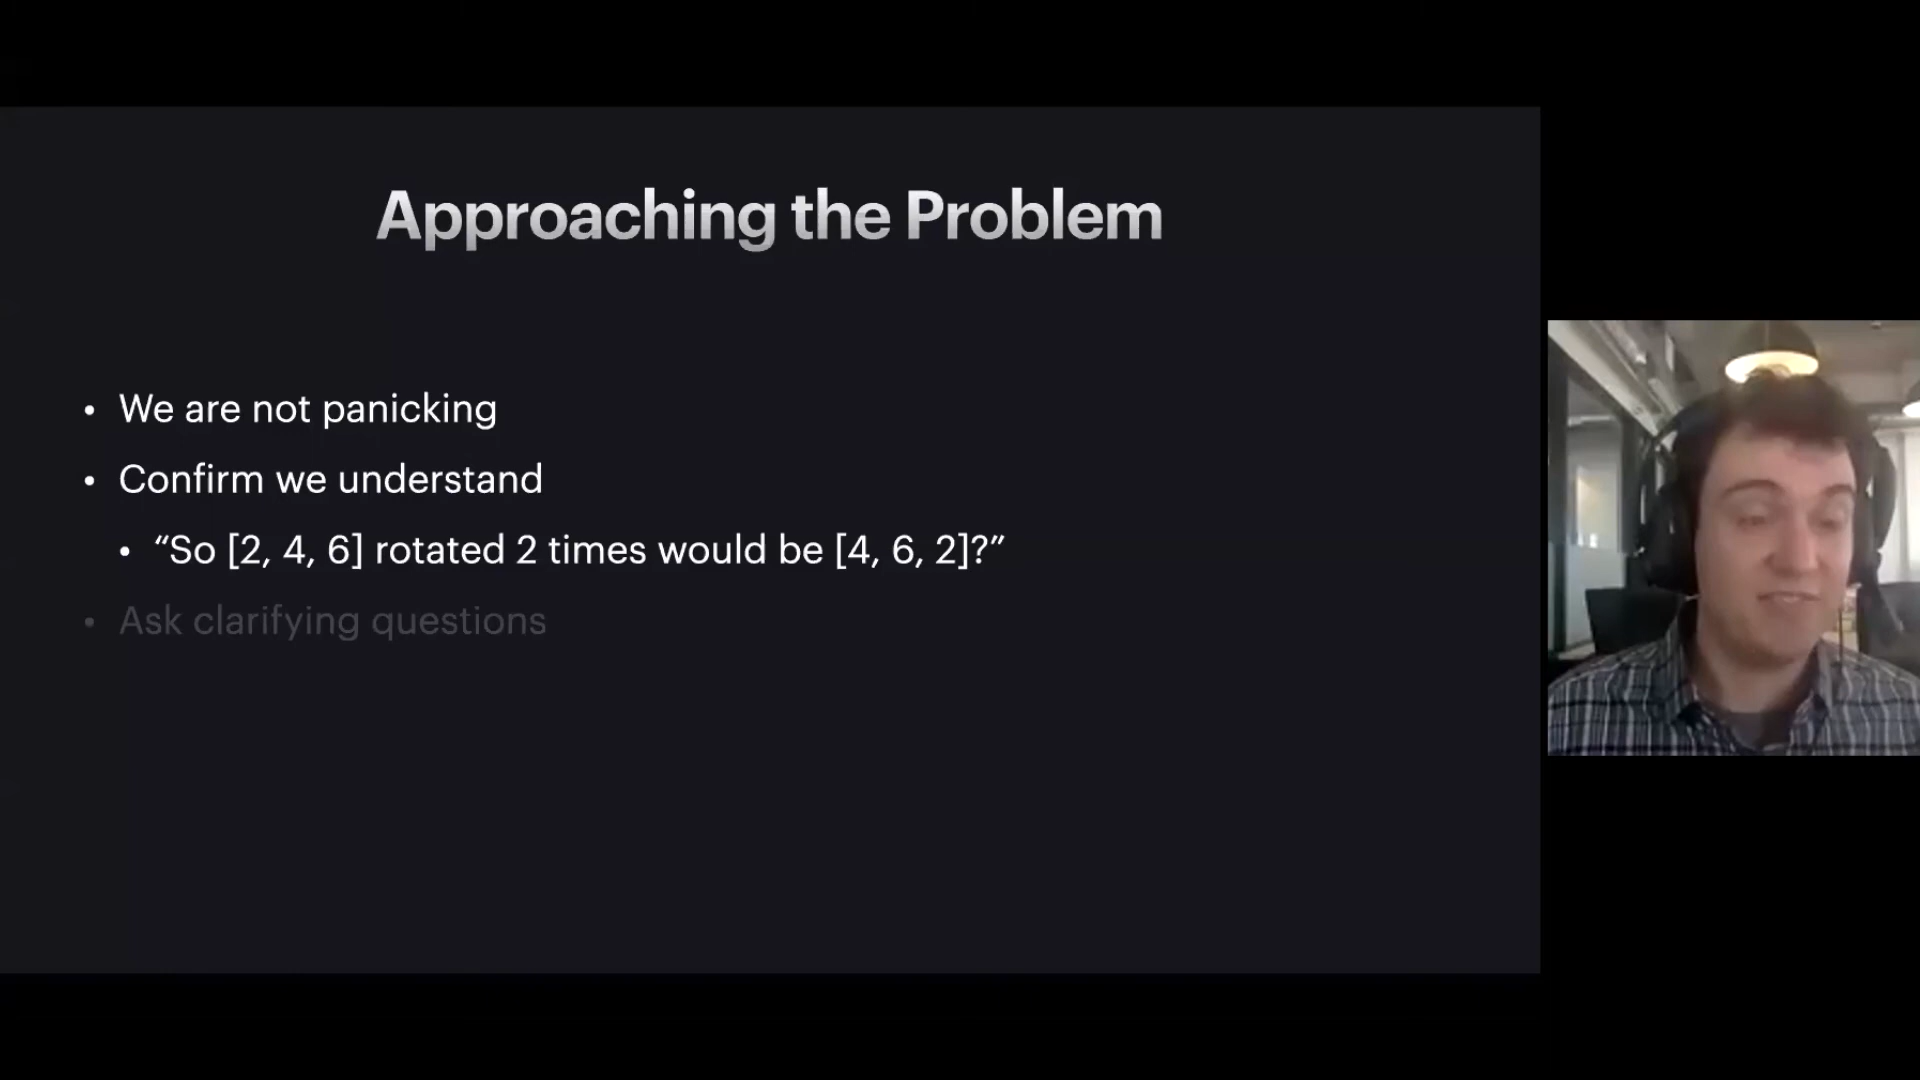 Approaching the Problem
• We are not panicking
• Confirm we understand
• “So [2, 4, 6] rotated 2 times would be [4, 6, 2]?”
• Ask clarifying questions